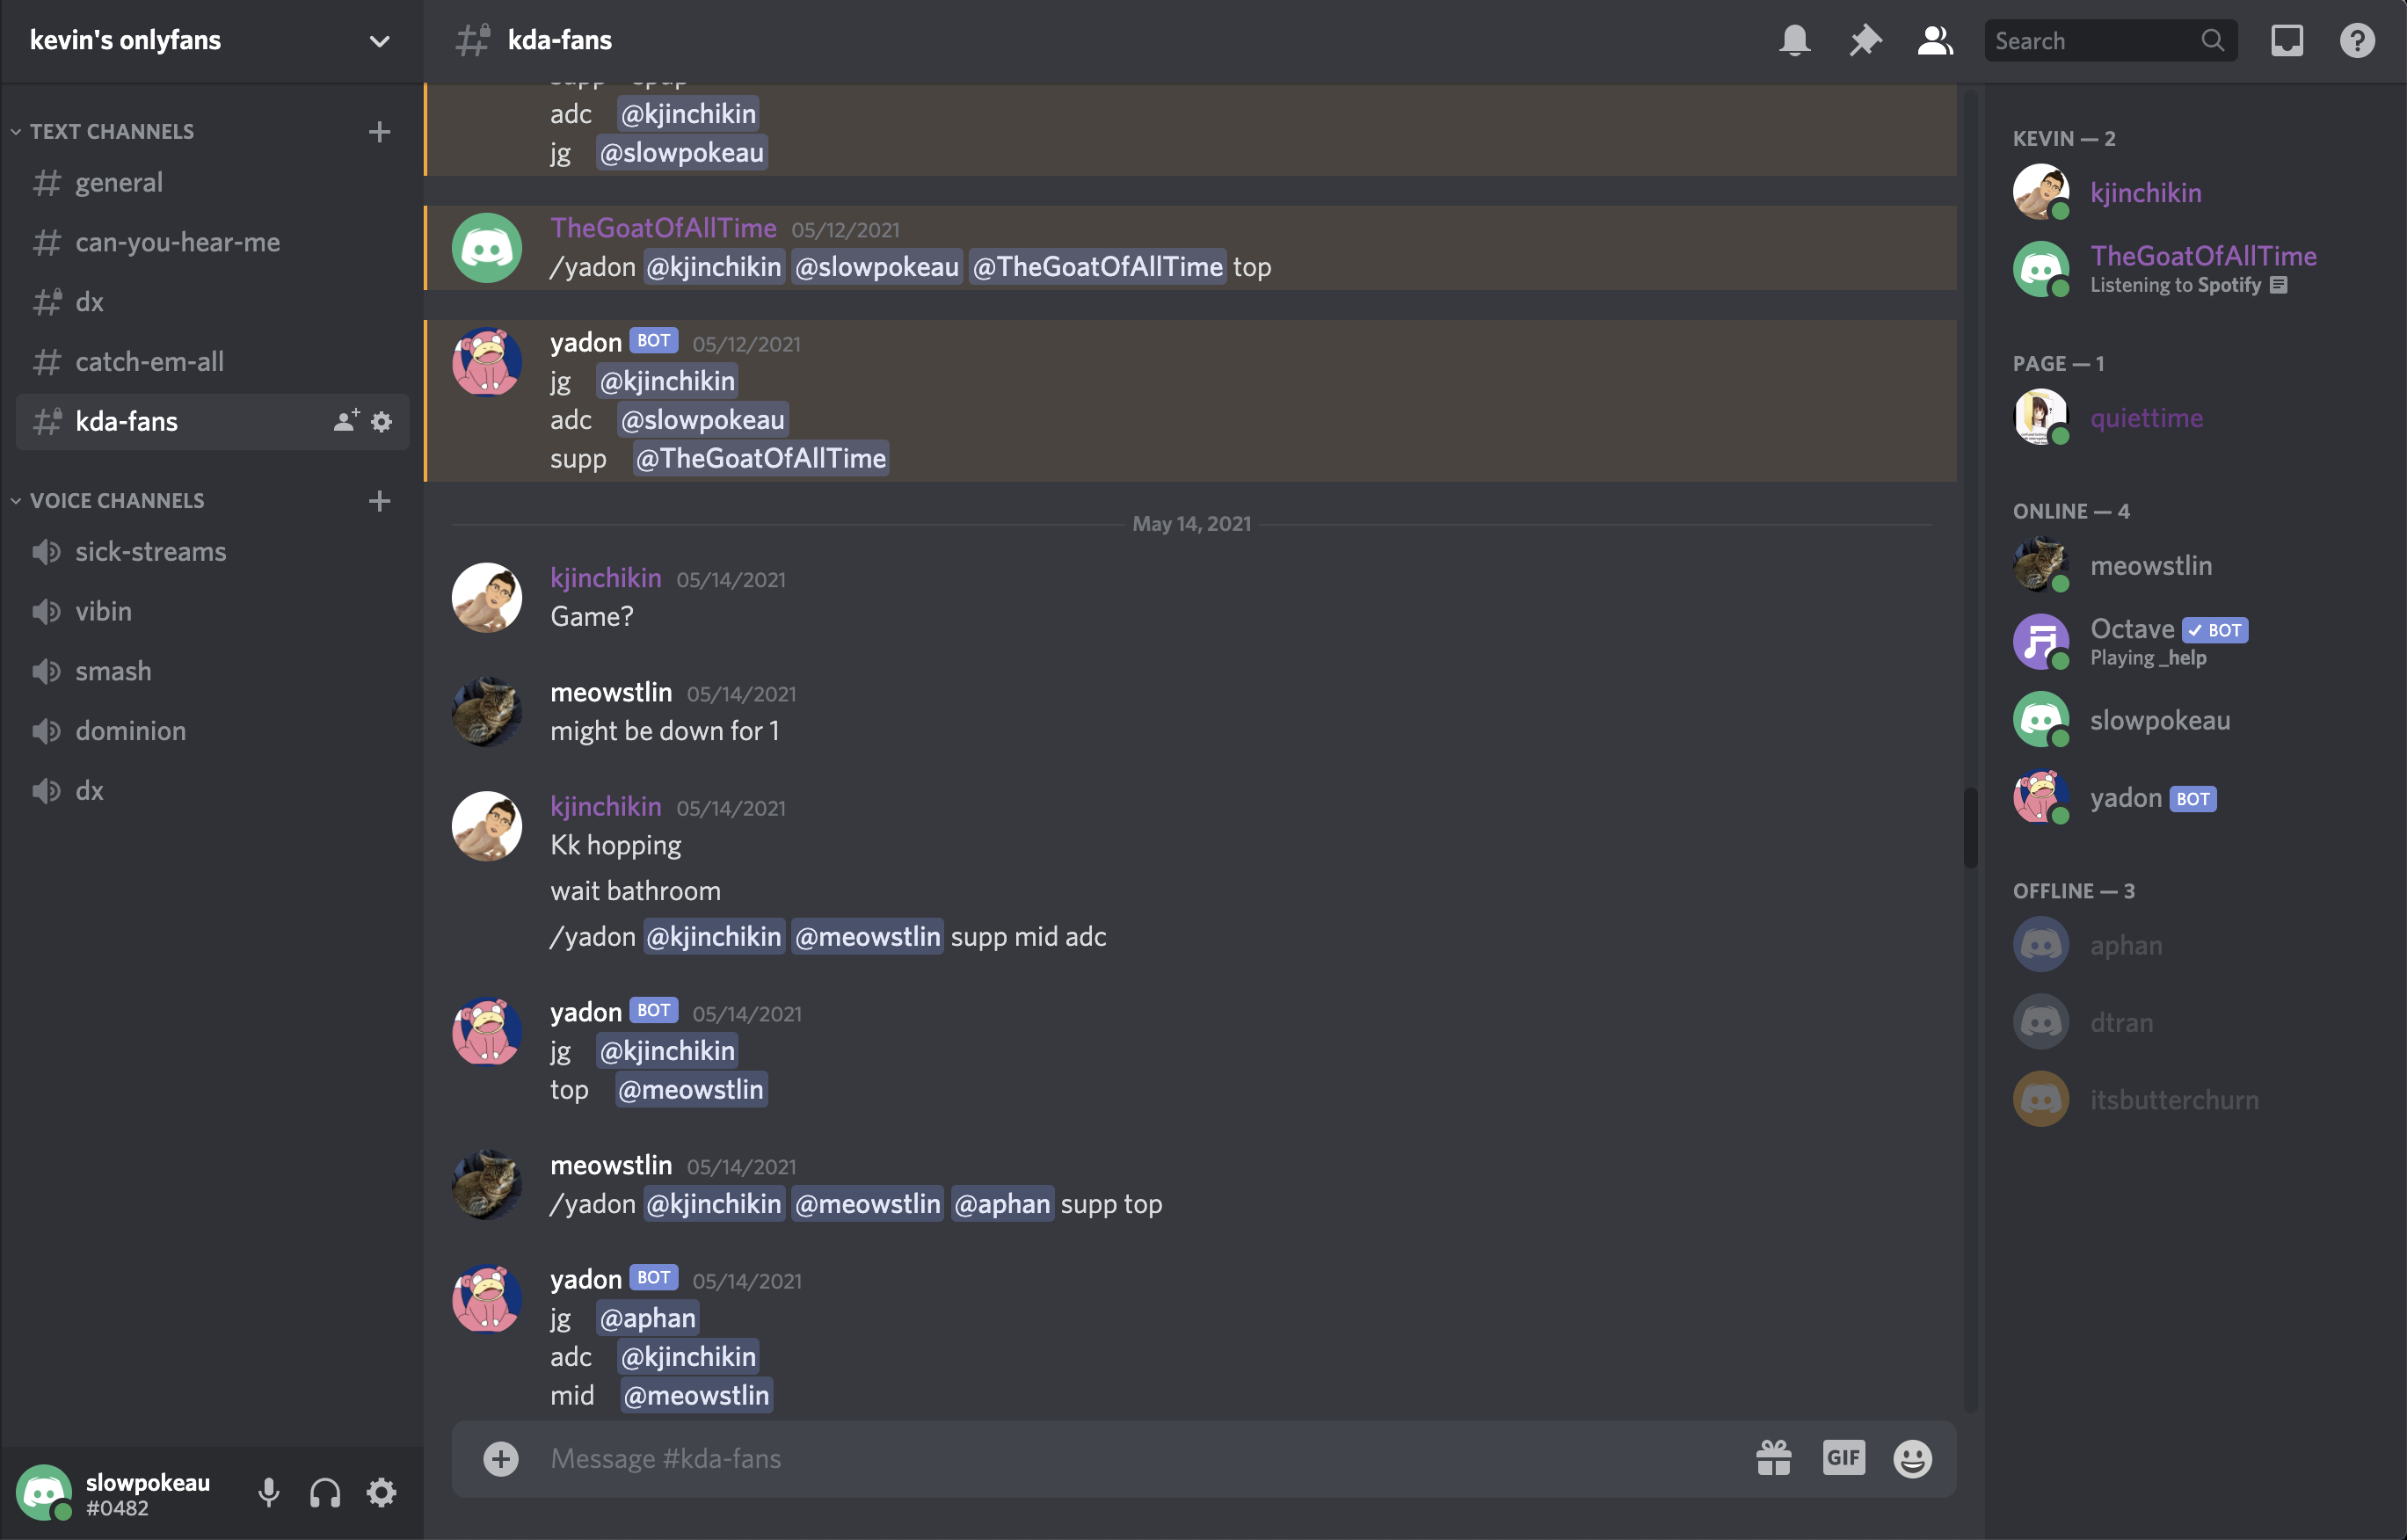 kevin's onlyfans
TEXT CHANNELS
general
can-you-hear-me
dx
catch-em-all
kda-fans
VOICE CHANNELS
sick-streams
vibin
smash
dominion
dx
slowpokeau
#0482
kda-fans
Search
adc @kjinchikin
jg @slowpokeau
TheGoatOfAllTime 05/12/2021
/yadon @kjinchikin @slowpokeau @TheGoatOfAllTime top
yadon BOT 05/12/2021
jg @kjinchikin
adc @slowpokeau
supp @TheGoatOfAllTime
May 14, 2021
kjinchikin 05/14/2021
Game?
meowstlin 05/14/2021
might be down for 1
kjinchikin 05/14/2021
Kk hopping
wait bathroom
/yadon @kjinchikin @meowstlin supp mid adc
yadon BOT 05/14/2021
jg @kjinchikin
top @meowstlin
meowstlin 05/14/2021
/yadon @kjinchikin @meowstlin @aphan supp top
yadon BOT 05/14/2021
jg @aphan
adc @kjinchikin
mid @meowstlin
Message #kda-fans
GIF
KEVIN — 2
kjinchikin
TheGoatOfAllTime
Listening to Spotify
PAGE — 1
quiettime
ONLINE — 4
meowstlin
Octave BOT
Playing _help
slowpokeau
yadon BOT
OFFLINE — 3
aphan
dtran
itsbutterchurn